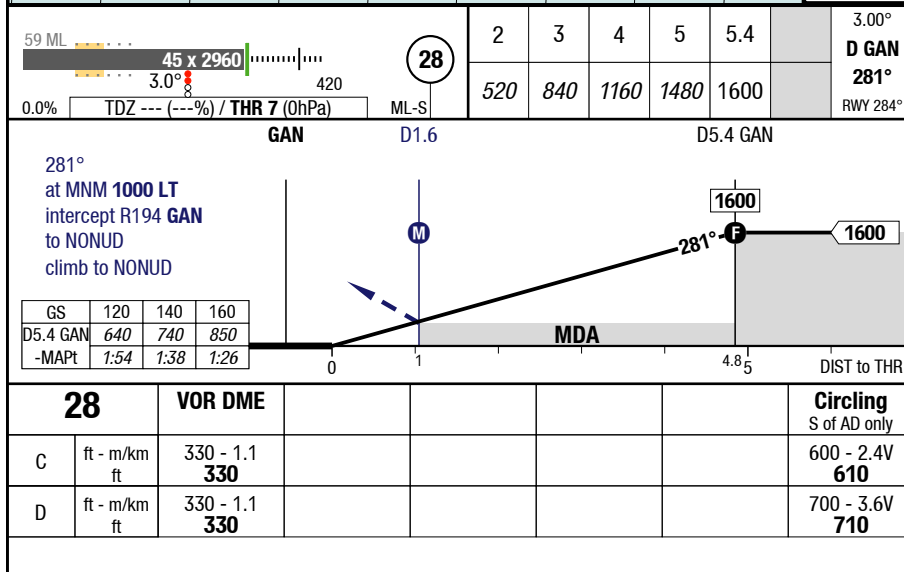 59 ML
45 x 2960
3.0°
420
0.0%
TDZ --- (---%) / THR 7 (0hPa)
28
ML-S
2 3 4 5 5.4
520 840 1160 1480 1600
3.00°
D GAN
281°
RWY 284°
GAN D1.6 D5.4 GAN
281°
at MNM 1000 LT
intercept R194 GAN
to NONUD
climb to NONUD
M
1600
281°
F
1600
MDA
GS 120 140 160
D5.4 GAN 640 740 850
-MAPt 1:54 1:38 1:26
0 1 4.8 5 DIST to THR
28 VOR DME Circling
S of AD only
C ft - m/km 330 - 1.1 600 - 2.4V
ft 330 610
D ft - m/km 330 - 1.1 700 - 3.6V
ft 330 710